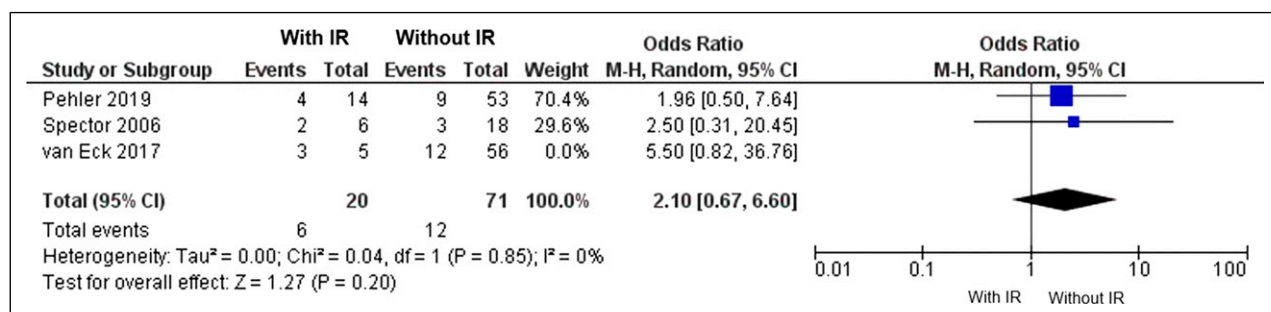 With IR Without IR Odds Ratio Odds Ratio
Study or Subgroup Events Total Events Total Weight M-H, Random, 95% CI M-H, Random, 95% CI
Pehler 2019 4 14 9 53 70.4% 1.96 [0.50, 7.64]
Spector 2006 2 6 3 18 29.6% 2.50 [0.31, 20.45]
van Eck 2017 3 5 12 56 0.0% 5.50 [0.82, 36.76]
Total (95% CI) 20 71 100.0% 2.10 [0.67, 6.60]
Total events 6 12
Heterogeneity: Tau² = 0.00; Chi² = 0.04, df = 1 (P = 0.85); I² = 0%
Test for overall effect: Z = 1.27 (P = 0.20)
0.01 0.1 1 10 100
With IR Without IR